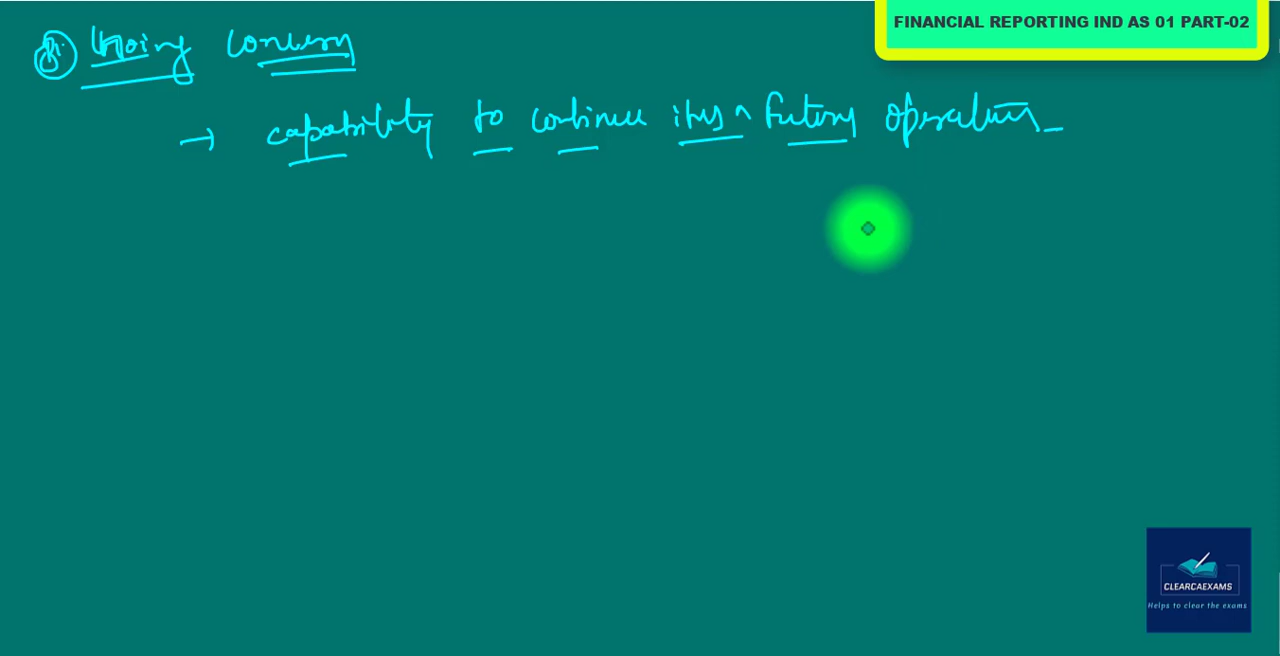 FINANCIAL REPORTING IND AS 01 PART-02
Going Concern
→ capability to continue its ^ future operations
CLEARCAEXAMS
Helps to clear the exams